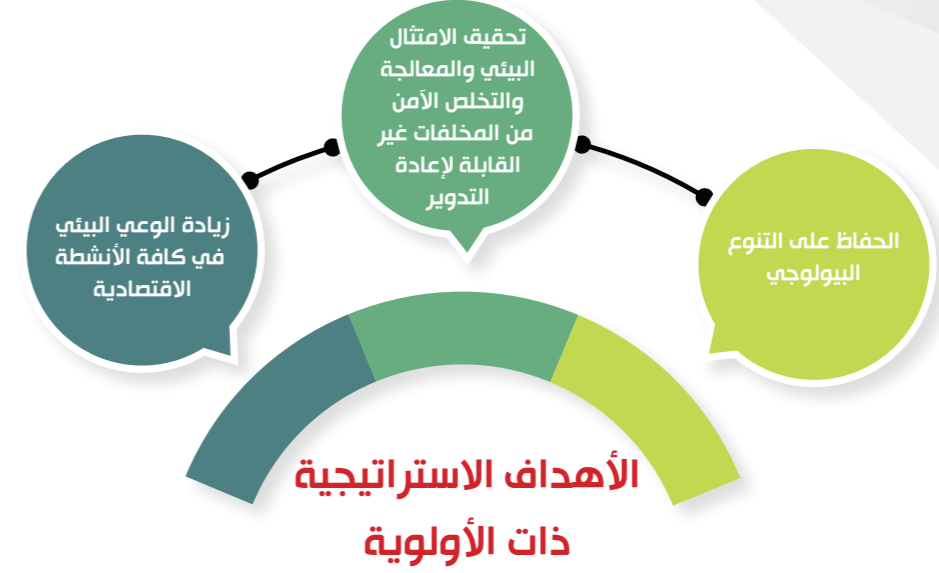 الحفاظ على التنوع
البيولوجي
تحقيق الامتثال
البيئي والمعالجة
والتخلص الآمن
من المخلفات غير
القابلة لإعادة
التدوير
زيادة الوعي البيئي
في كافة الأنشطة
الاقتصادية
الأهداف الاستراتيجية
ذات الأولوية